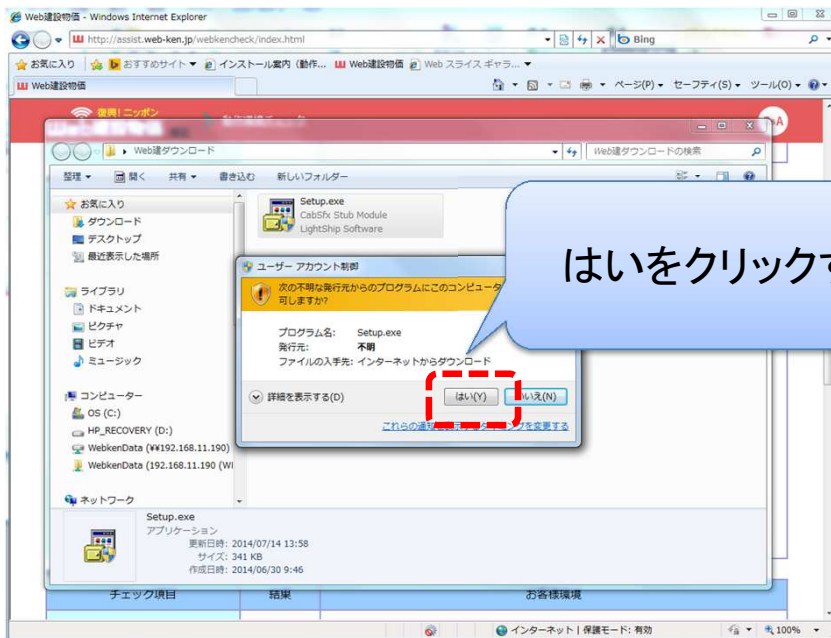 Web建設物価 - Windows Internet Explorer
http://assist.web-ken.jp/webkencheck/index.html
Bing
お気に入り
おすすめサイト
インストール案内 (動作...
Web建設物価
Web スライス ギャラ...
Web建設物価
ページ(P)
セーフティ(S)
ツール(O)
復興!ニッポン
Web建ダウンロード
Web建ダウンロードの検索
整理
開く
共有
書き込む
新しいフォルダー
お気に入り
ダウンロード
デスクトップ
最近表示した場所
ライブラリ
ドキュメント
ピクチャ
ビデオ
ミュージック
コンピューター
OS (C:)
HP_RECOVERY (D:)
WebkenData (¥¥192.168.11.190)
WebkenData (192.168.11.190 (WI
ネットワーク
Setup.exe
CabSfx Stub Module
LightShip Software
はいをクリックす
ユーザー アカウント制御
次の不明な発行元からのプログラムにこのコンピュータ
可しますか?
プログラム名: Setup.exe
発行元: 不明
ファイルの入手先: インターネットからダウンロード
詳細を表示する(D)
はい(Y)
いいえ(N)
Setup.exe
アプリケーション
更新日時: 2014/07/14 13:58
サイズ: 341 KB
作成日時: 2014/06/30 9:46
チェック項目
結果
お客様環境
インターネット | 保護モード: 有効
100%